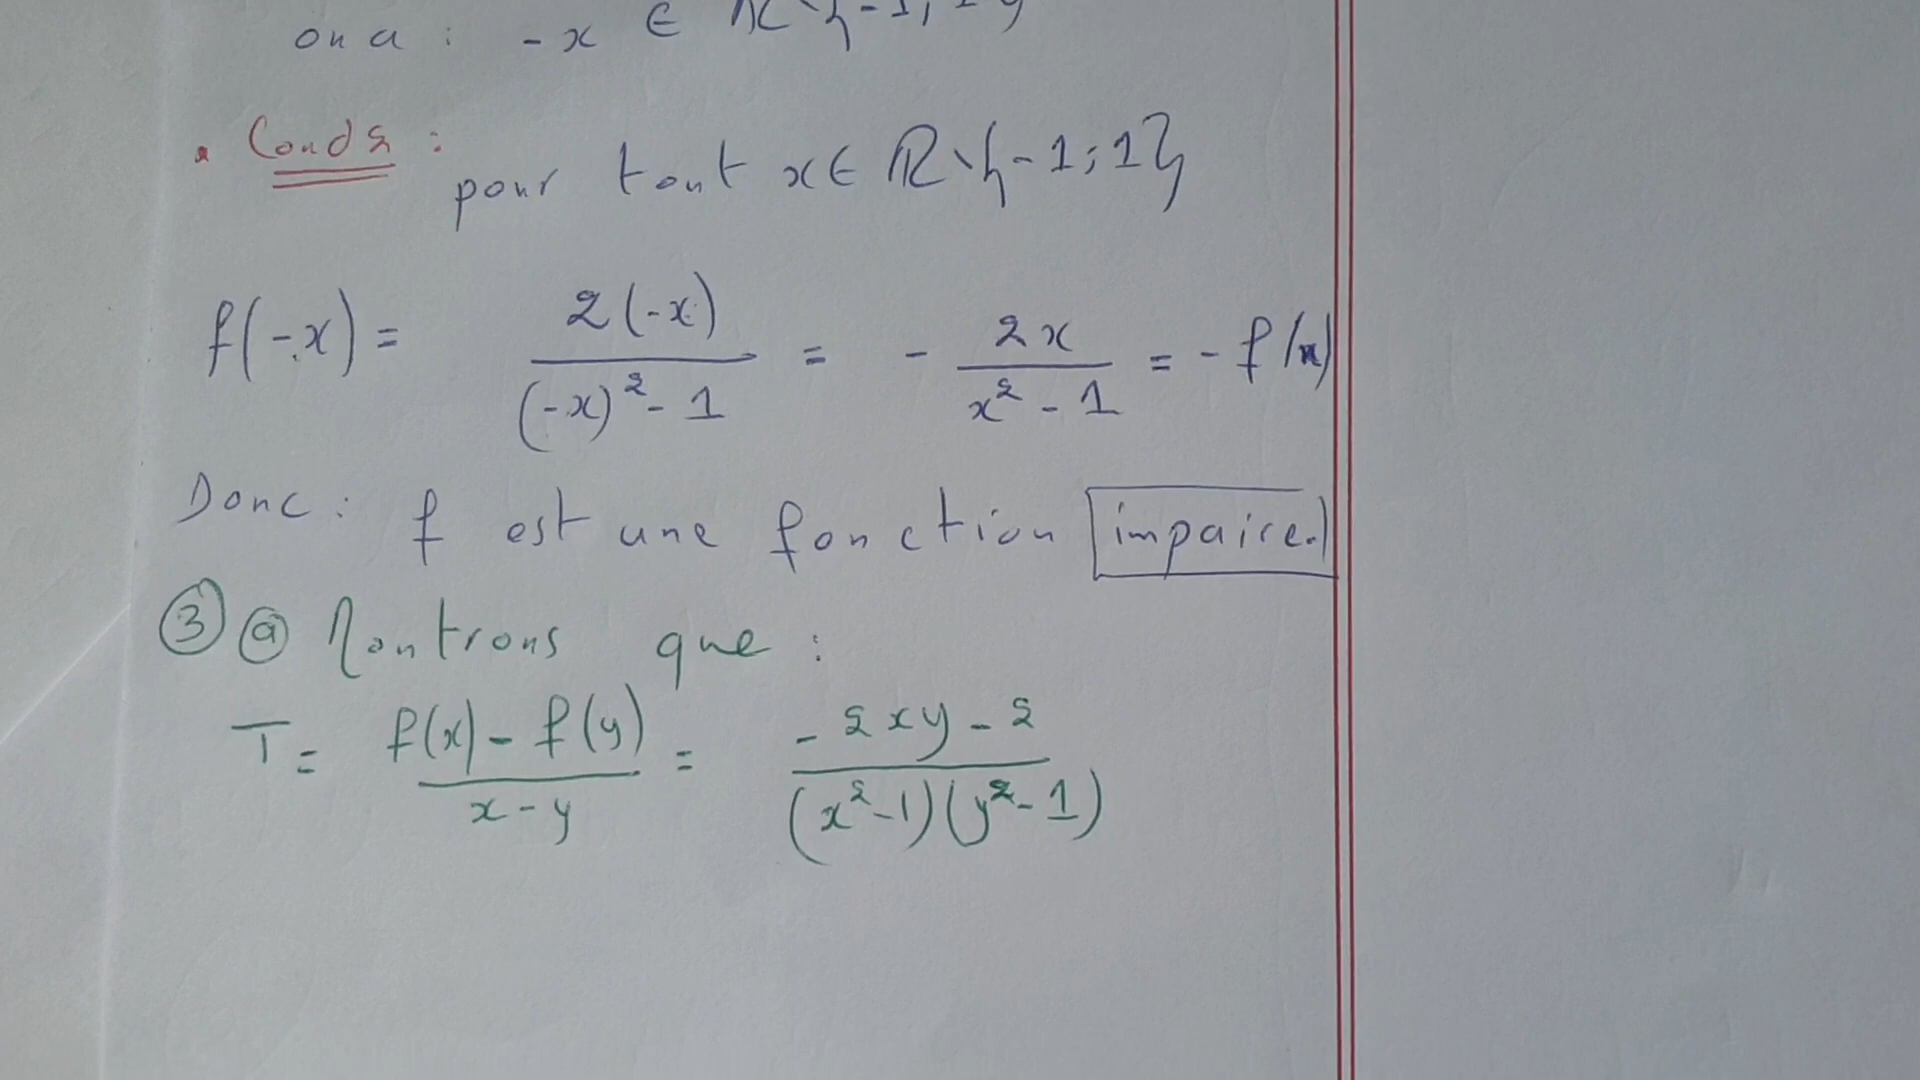 on a : -x ∈ ℝ\{-1; 1}
• Cond2 :
pour tout x ∈ ℝ\{-1; 1}
f(-x) = 2(-x) / ((-x)² - 1) = - 2x / (x² - 1) = -f(x)
Donc : f est une fonction impaire.
③ ⓐ Montrons que :
T = (f(x) - f(y)) / (x - y) = (-2xy - 2) / ((x² - 1)(y² - 1))